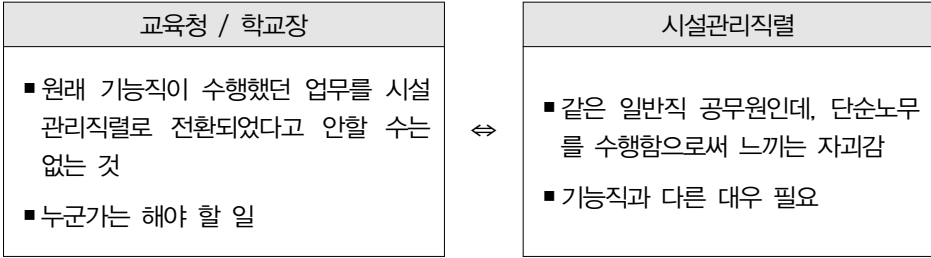 교육청 / 학교장
■ 원래 기능직이 수행했던 업무를 시설
관리직렬로 전환되었다고 안할 수는
없는 것
■ 누군가는 해야 할 일
⇔
시설관리직렬
■ 같은 일반직 공무원인데, 단순노무
를 수행함으로써 느끼는 자괴감
■ 기능직과 다른 대우 필요